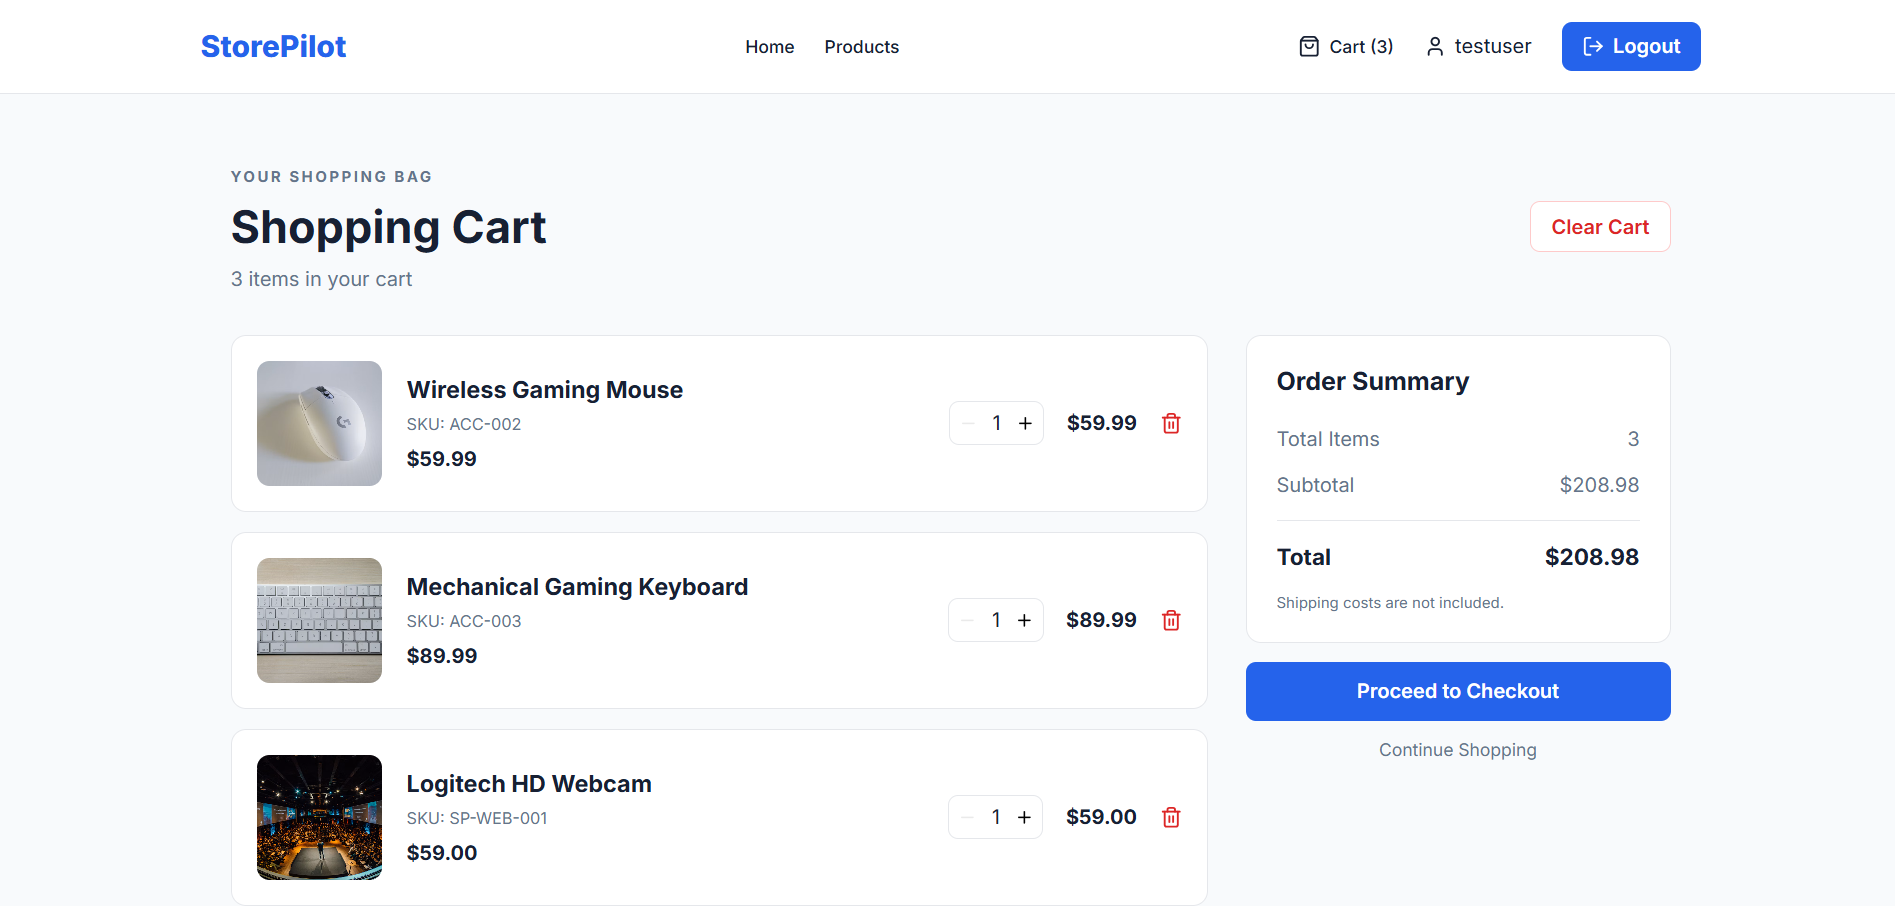 StorePilot
Home
Products
Cart (3)
testuser
Logout
YOUR SHOPPING BAG
Shopping Cart
3 items in your cart
Clear Cart
Wireless Gaming Mouse
SKU: ACC-002
$59.99
1
$59.99
Mechanical Gaming Keyboard
SKU: ACC-003
$89.99
1
$89.99
Logitech HD Webcam
SKU: SP-WEB-001
$59.00
1
$59.00
Order Summary
Total Items 3
Subtotal $208.98
Total $208.98
Shipping costs are not included.
Proceed to Checkout
Continue Shopping